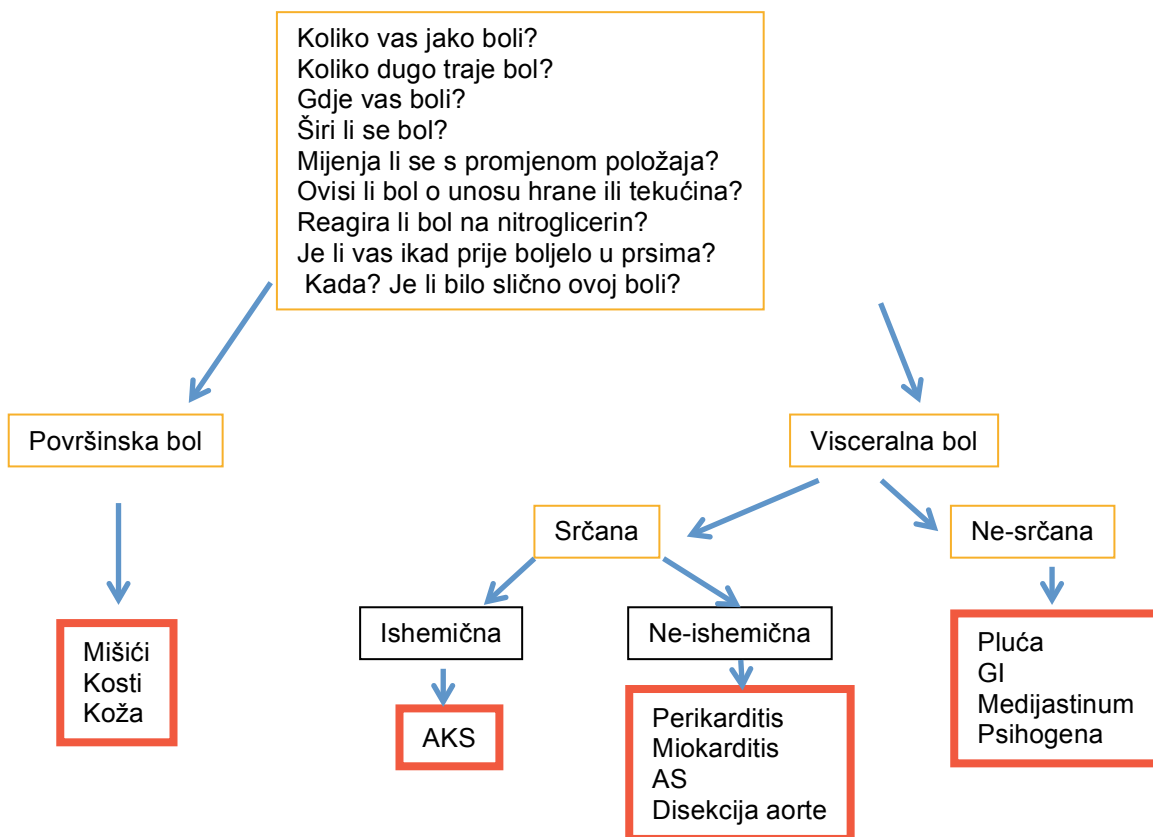 Koliko vas jako boli?
Koliko dugo traje bol?
Gdje vas boli?
Širi li se bol?
Mijenja li se s promjenom položaja?
Ovisi li bol o unosu hrane ili tekućina?
Reagira li bol na nitroglicerin?
Je li vas ikad prije boljelo u prsima?
Kada? Je li bilo slično ovoj boli?
Površinska bol
Visceralna bol
Srčana
Ne-srčana
Ishemična
Ne-ishemična
Mišići
Kosti
Koža
AKS
Perikarditis
Miokarditis
AS
Disekcija aorte
Pluća
GI
Medijastinum
Psihogena